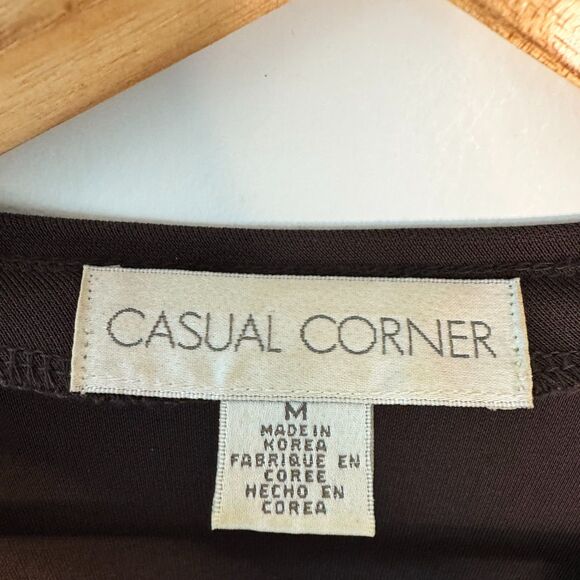 CASUAL CORNER
M
MADE IN
KOREA
FABRIQUE EN
COREE
HECHO EN
COREA